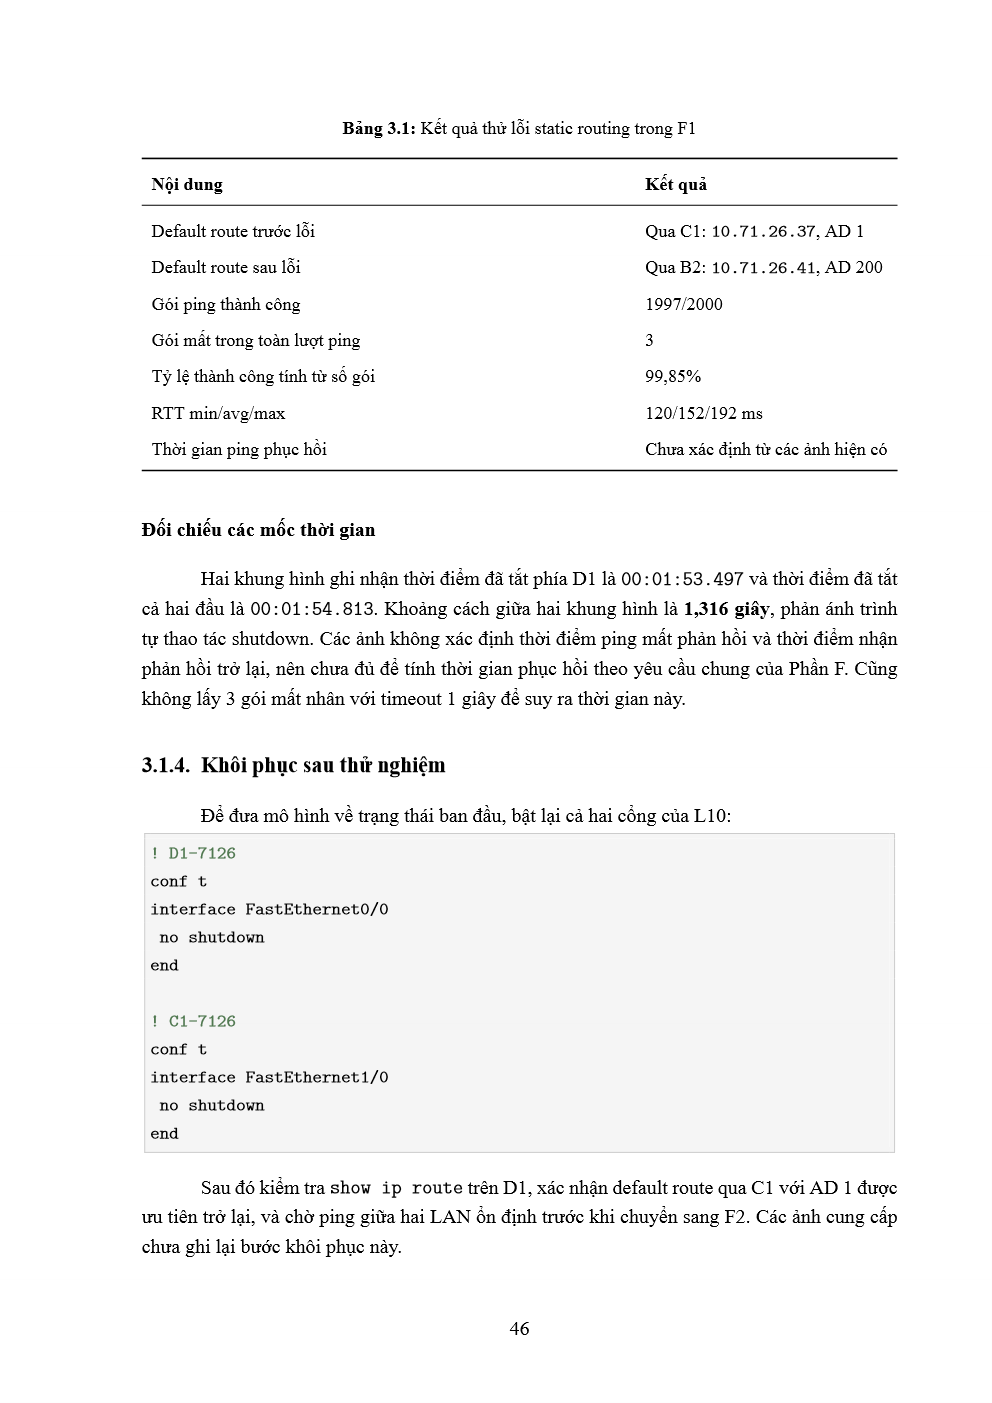 Bảng 3.1: Kết quả thử lỗi static routing trong F1
Nội dung Kết quả
Default route trước lỗi Qua C1: 10.71.26.37, AD 1
Default route sau lỗi Qua B2: 10.71.26.41, AD 200
Gói ping thành công 1997/2000
Gói mất trong toàn lượt ping 3
Tỷ lệ thành công tính từ số gói 99,85%
RTT min/avg/max 120/152/192 ms
Thời gian ping phục hồi Chưa xác định từ các ảnh hiện có
Đối chiếu các mốc thời gian
Hai khung hình ghi nhận thời điểm đã tắt phía D1 là 00:01:53.497 và thời điểm đã tắt
cả hai đầu là 00:01:54.813. Khoảng cách giữa hai khung hình là 1,316 giây, phản ánh trình
tự thao tác shutdown. Các ảnh không xác định thời điểm ping mất phản hồi và thời điểm nhận
phản hồi trở lại, nên chưa đủ để tính thời gian phục hồi theo yêu cầu chung của Phần F. Cũng
không lấy 3 gói mất nhân với timeout 1 giây để suy ra thời gian này.
3.1.4. Khôi phục sau thử nghiệm
Để đưa mô hình về trạng thái ban đầu, bật lại cả hai cổng của L10:
! D1-7126
conf t
interface FastEthernet0/0
 no shutdown
end
! C1-7126
conf t
interface FastEthernet1/0
 no shutdown
end
Sau đó kiểm tra show ip route trên D1, xác nhận default route qua C1 với AD 1 được
ưu tiên trở lại, và chờ ping giữa hai LAN ổn định trước khi chuyển sang F2. Các ảnh cung cấp
chưa ghi lại bước khôi phục này.
46